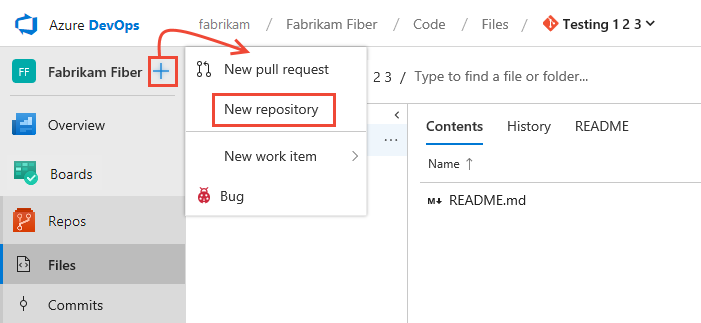 Azure DevOps
fabrikam / Fabrikam Fiber / Code / Files / Testing 1 2 3
FF Fabrikam Fiber +
New pull request
New repository
New work item
Bug
2 3 / Type to find a file or folder...
Overview
Boards
Repos
Files
Commits
Contents History README
Name ↑
M↓ README.md